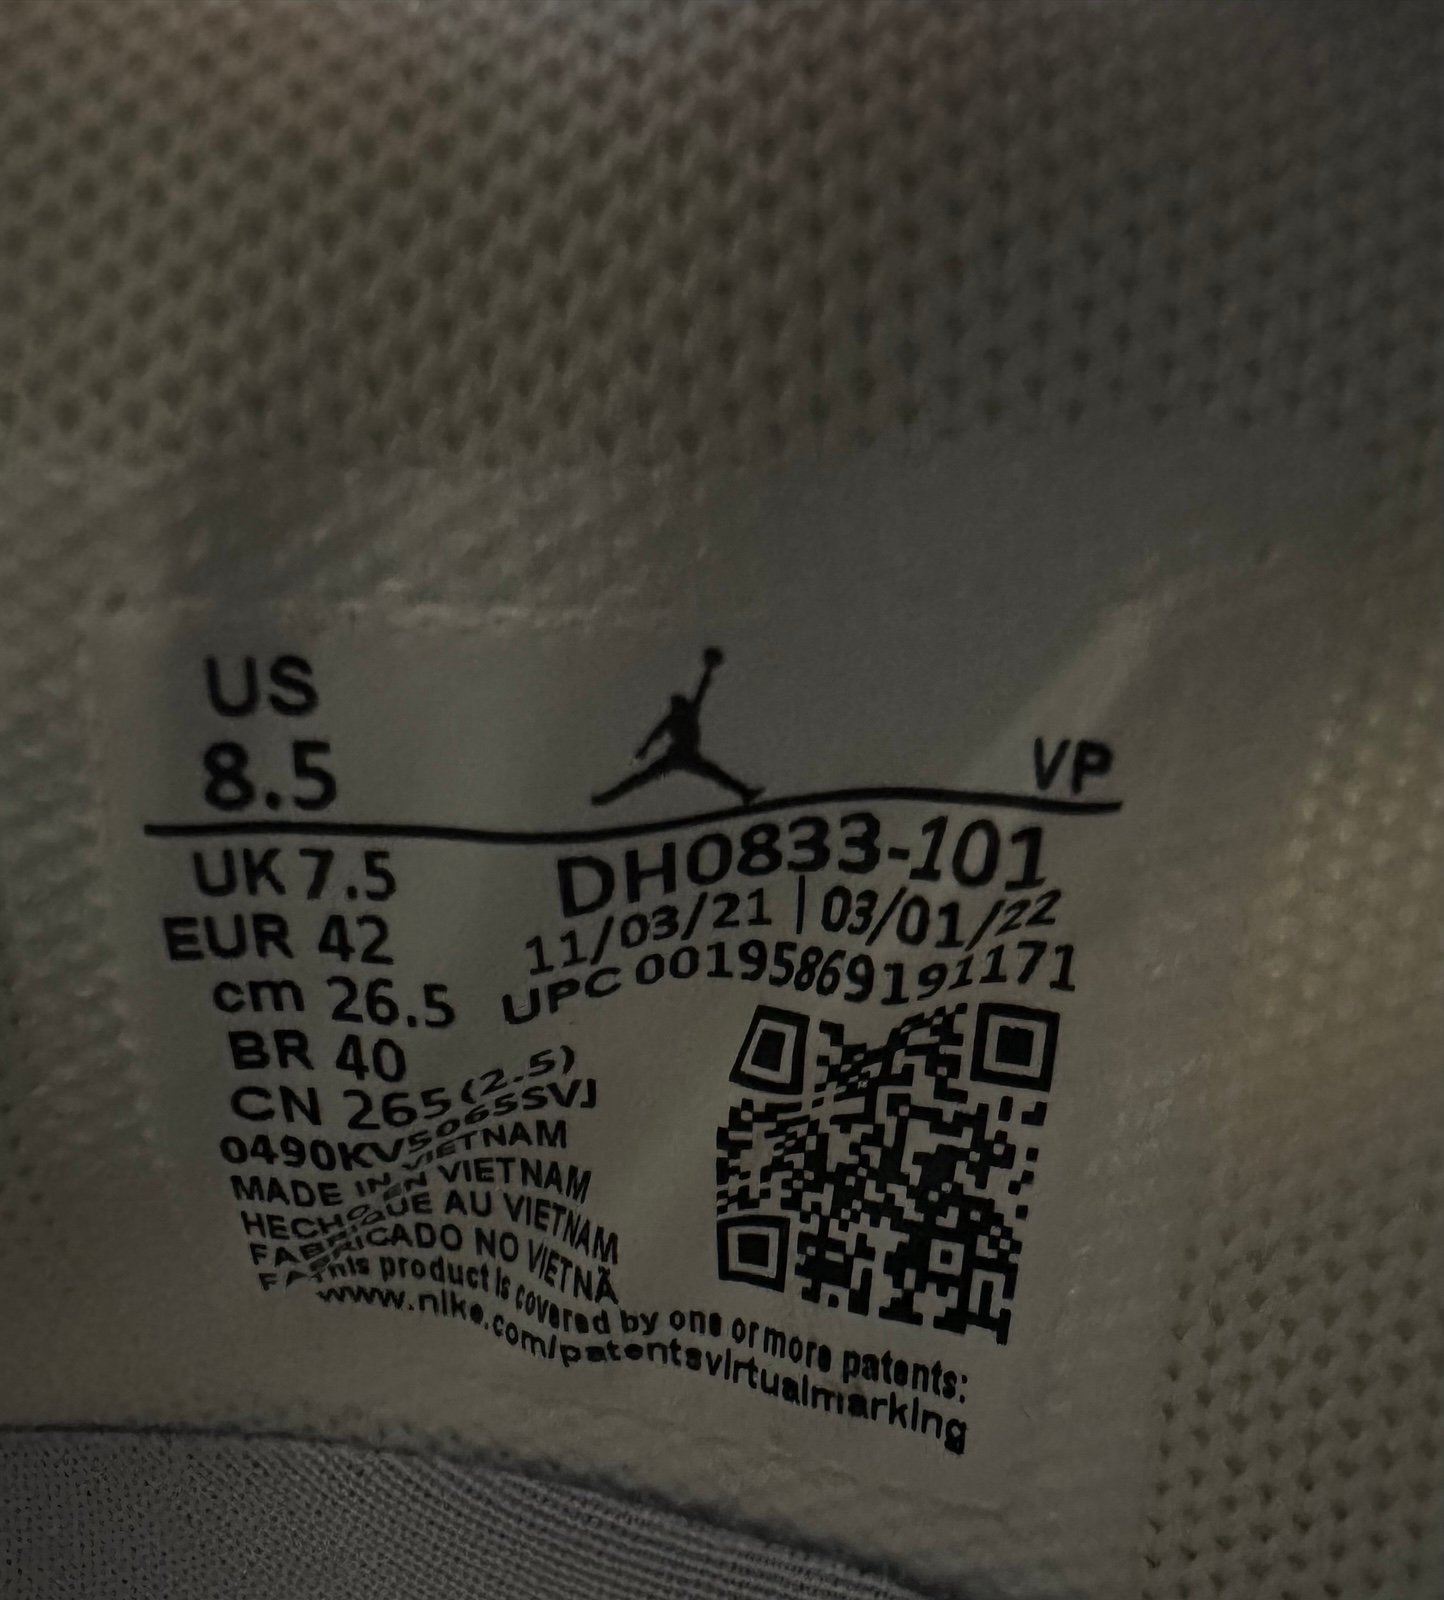 US
8.5
VP
UK 7.5
EUR 42
cm 26.5
BR 40
CN 265 (2.5)
DH0833-101
11/03/21 | 03/01/22
UPC 00195869191171
0490KVS065SVJ
MADE IN VIETNAM
HECHO EN VIETNAM
FABRIQUE AU VIETNAM
FABRICADO NO VIETNÃ
This product is covered by one or more patents:
www.nike.com/patentsvirtualmarking